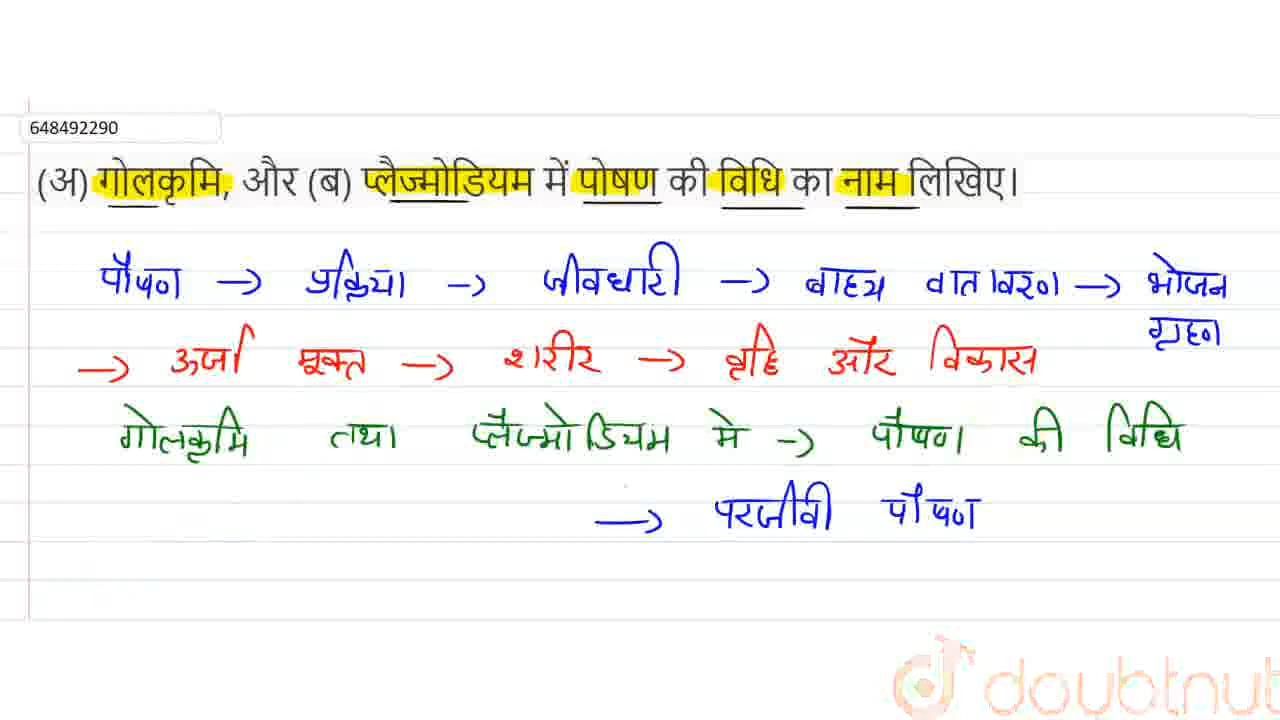 648492290
(अ) गोलकृमि, और (ब) प्लैज्मोडियम में पोषण की विधि का नाम लिखिए।
पौषण → प्रक्रिया → जीवधारी → बाह्य वातावरण → भोजन
ग्रहण
→ ऊर्जा मुक्त → शरीर → वृद्धि और विकास
गोलकृमि तथा प्लैज्मोडियम मे → पौषण की विधि
→ परजीवी पौषण
doubtnut